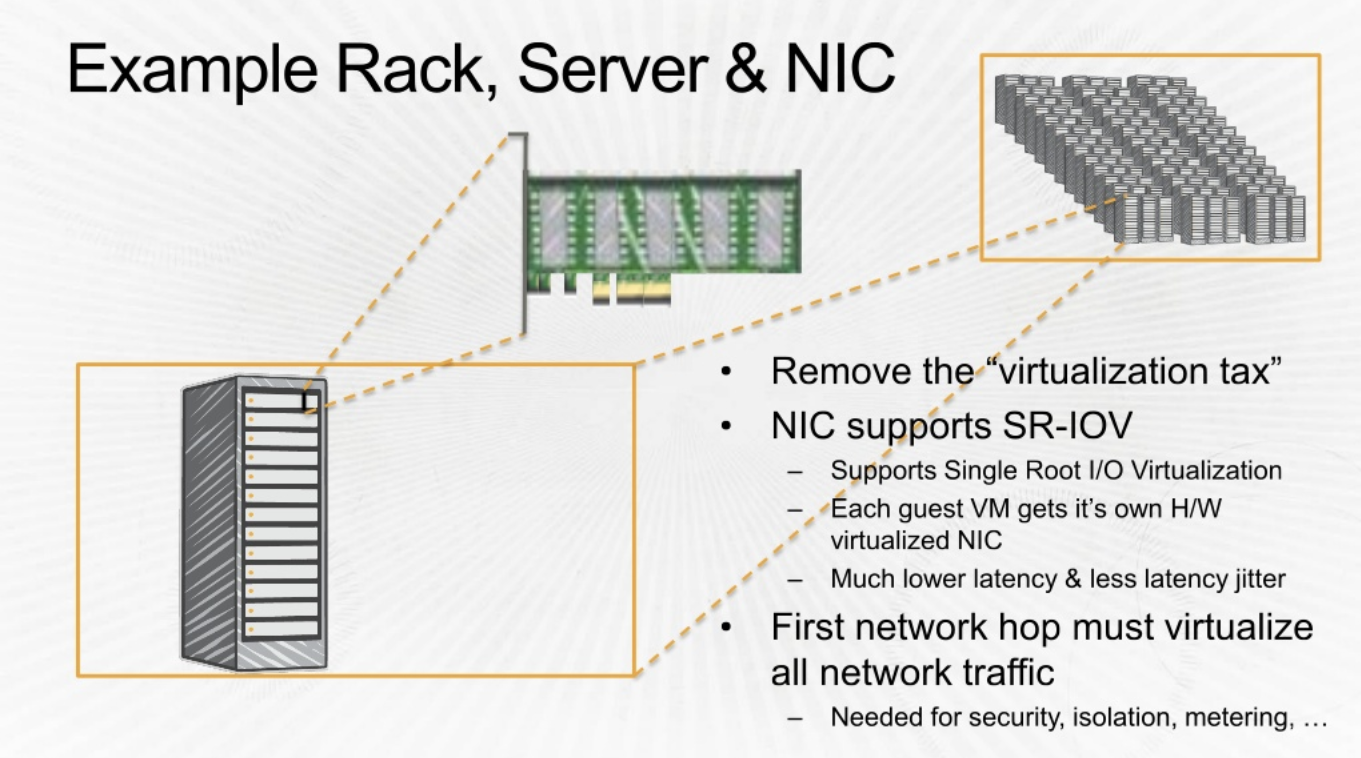 Example Rack, Server & NIC
• Remove the “virtualization tax”
• NIC supports SR-IOV
– Supports Single Root I/O Virtualization
– Each guest VM gets it’s own H/W
virtualized NIC
– Much lower latency & less latency jitter
• First network hop must virtualize
all network traffic
– Needed for security, isolation, metering, …